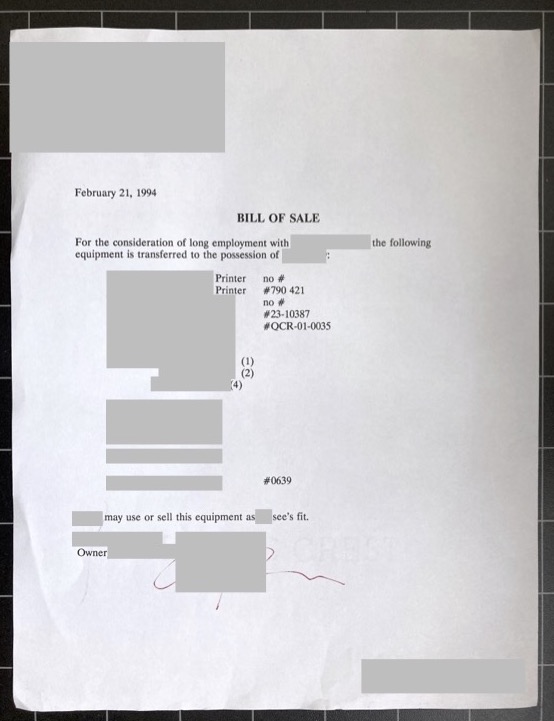 February 21, 1994
BILL OF SALE
For the consideration of long employment with the following
equipment is transferred to the possession of :
Printer no #
Printer #790 421
no #
#23-10387
#QCR-01-0035
(1)
(2)
(4)
#0639
may use or sell this equipment as see's fit.
Owner